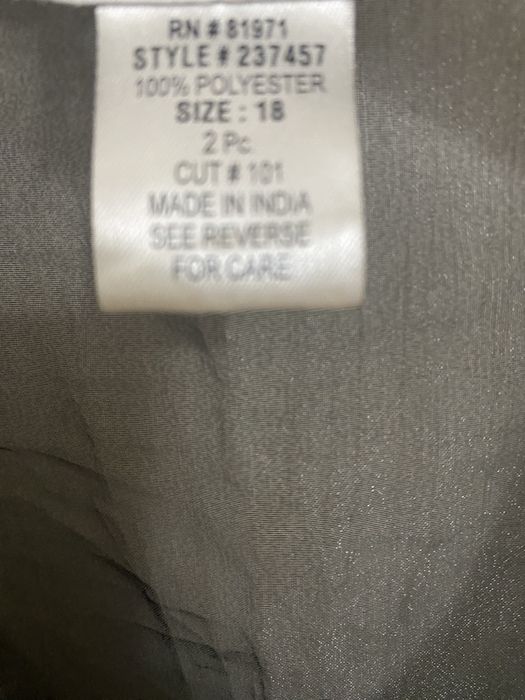 RN # 81971
STYLE # 237457
100% POLYESTER
SIZE : 18
2 Pc.
CUT # 101
MADE IN INDIA
SEE REVERSE
FOR CARE